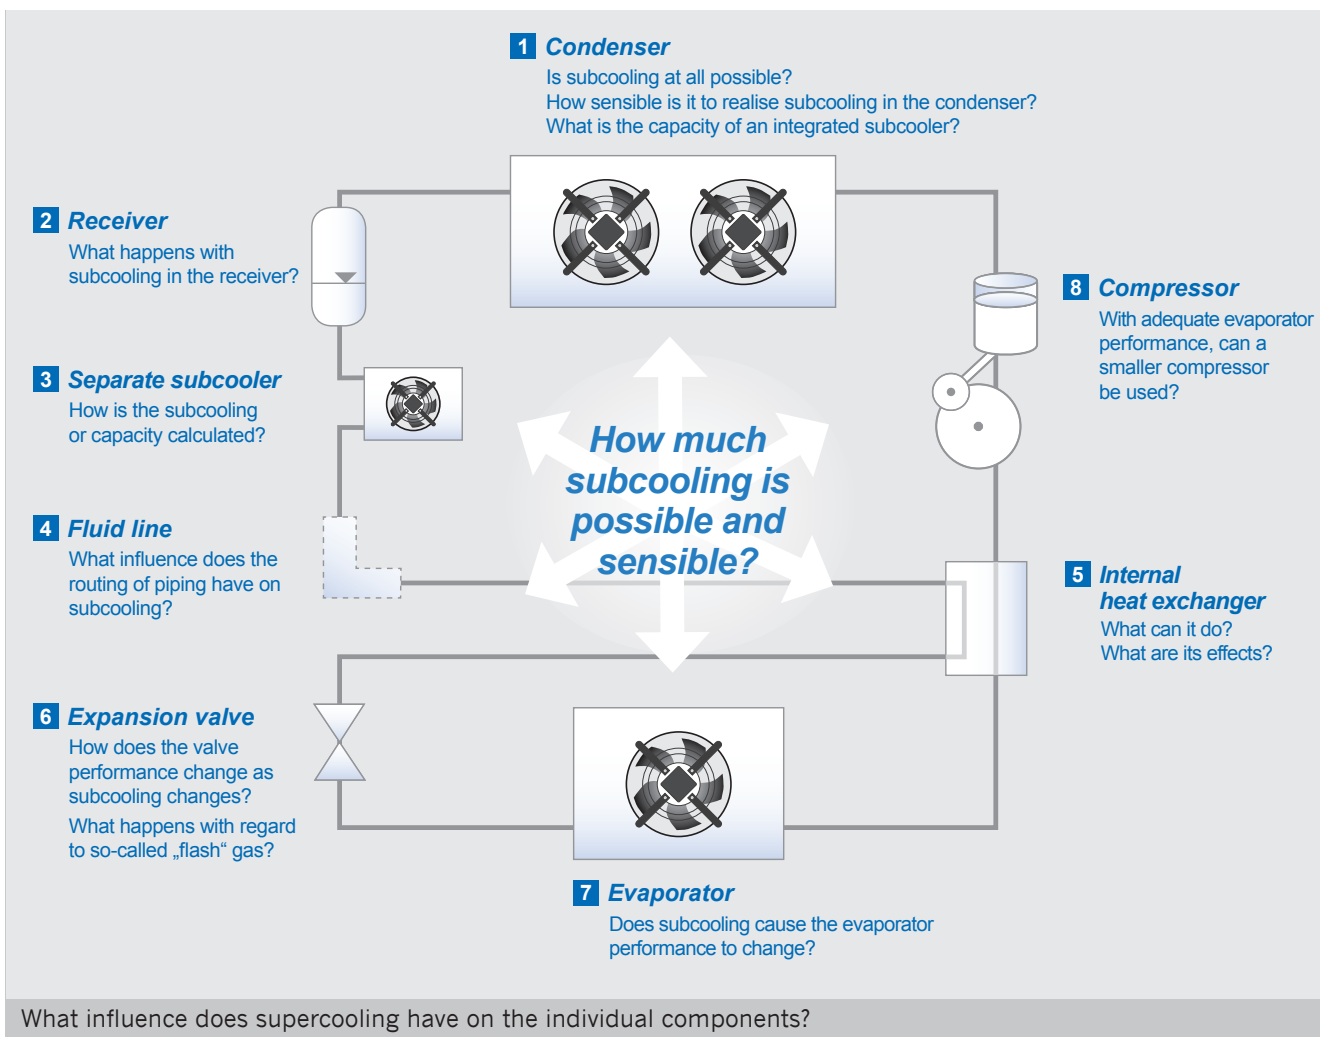 1 Condenser
Is subcooling at all possible?
How sensible is it to realise subcooling in the condenser?
What is the capacity of an integrated subcooler?
2 Receiver
What happens with
subcooling in the receiver?
3 Separate subcooler
How is the subcooling
or capacity calculated?
4 Fluid line
What influence does the
routing of piping have on
subcooling?
How much
subcooling is
possible and
sensible?
8 Compressor
With adequate evaporator
performance, can a
smaller compressor
be used?
5 Internal
heat exchanger
What can it do?
What are its effects?
6 Expansion valve
How does the valve
performance change as
subcooling changes?
What happens with regard
to so-called „flash“ gas?
7 Evaporator
Does subcooling cause the evaporator
performance to change?
What influence does supercooling have on the individual components?